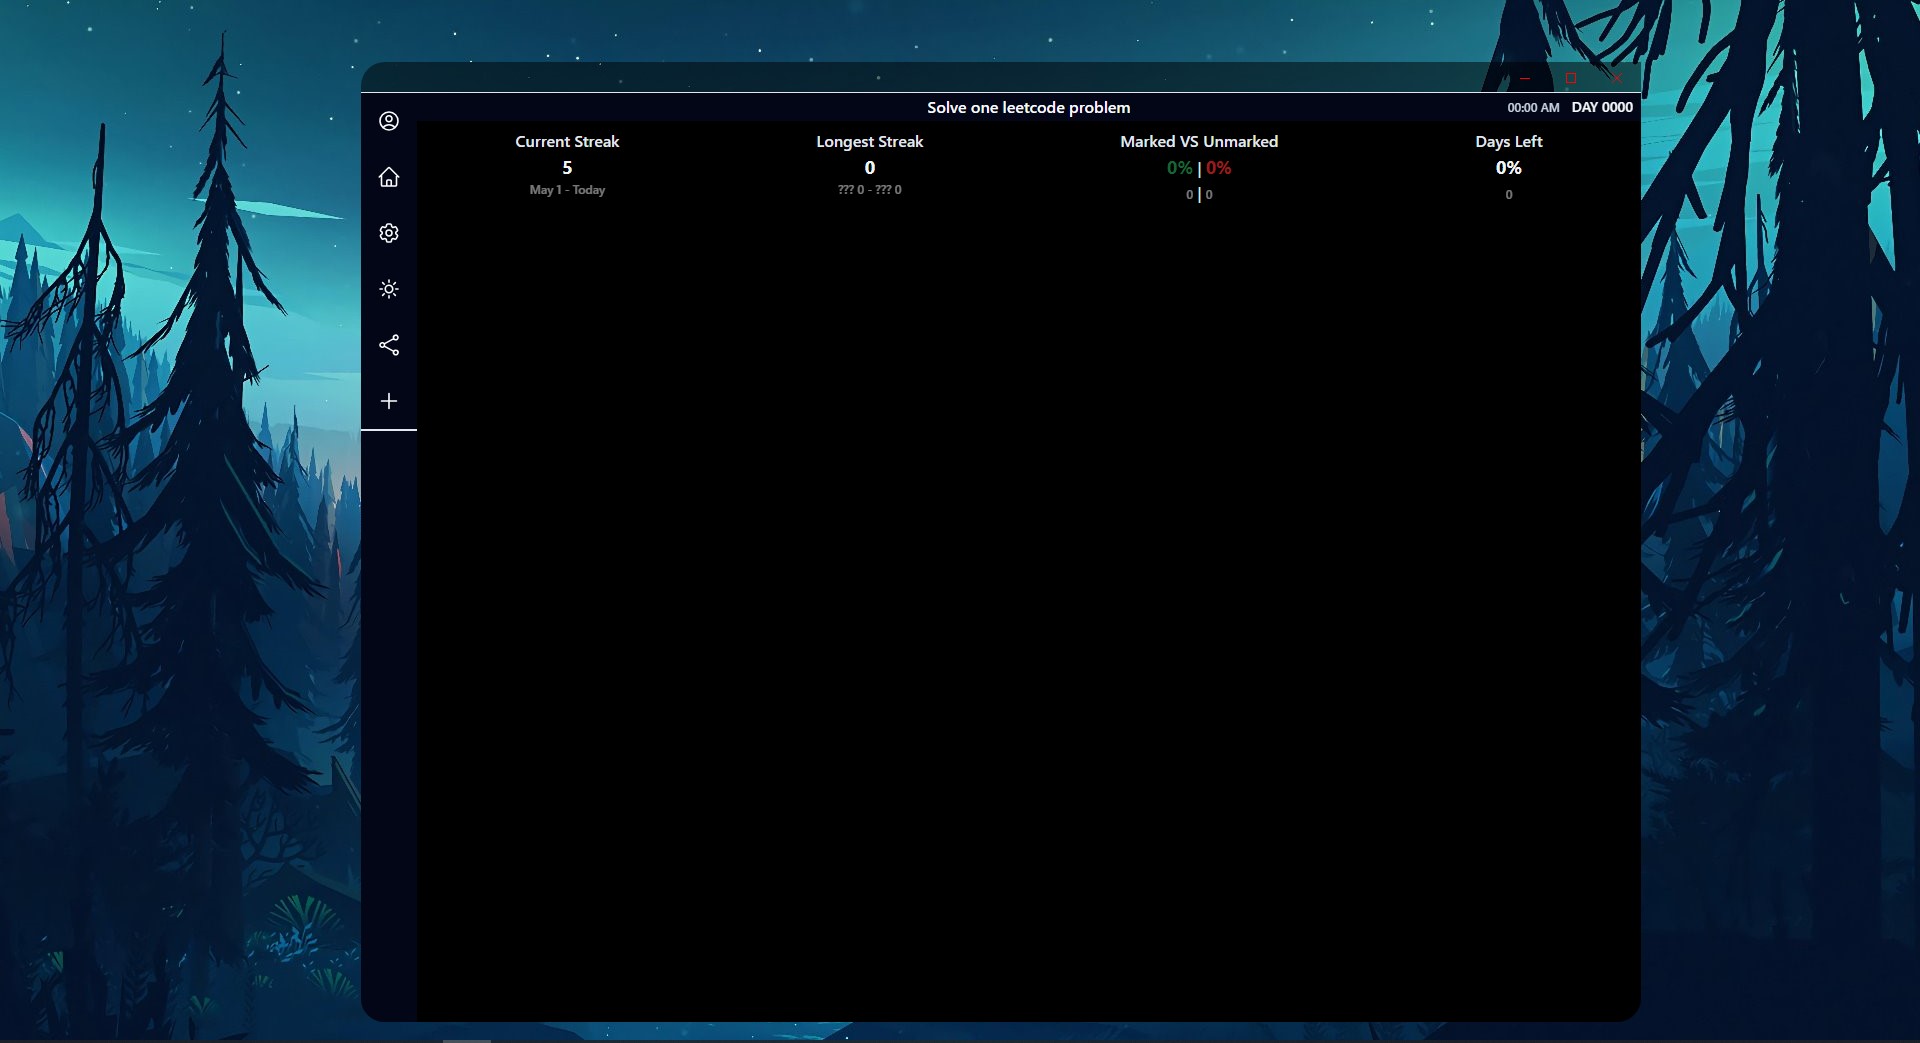 Solve one leetcode problem
00:00 AM DAY 0000
Current Streak
5
May 1 - Today
Longest Streak
0
??? 0 - ??? 0
Marked VS Unmarked
0% | 0%
0 | 0
Days Left
0%
0